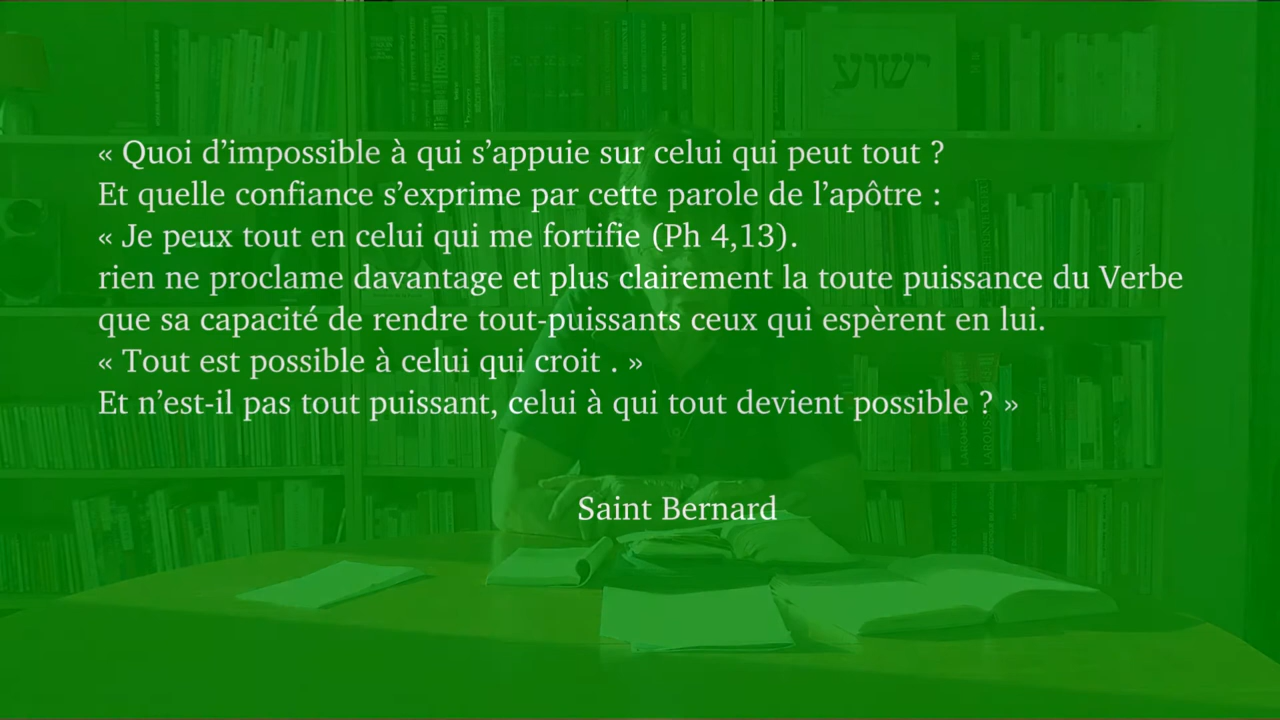 ישוע
« Quoi d’impossible à qui s’appuie sur celui qui peut tout ?
Et quelle confiance s’exprime par cette parole de l’apôtre :
« Je peux tout en celui qui me fortifie (Ph 4,13).
rien ne proclame davantage et plus clairement la toute puissance du Verbe
que sa capacité de rendre tout-puissants ceux qui espèrent en lui.
« Tout est possible à celui qui croit . »
Et n’est-il pas tout puissant, celui à qui tout devient possible ? »
LAROUSSE
LAROUSSE
Saint Bernard